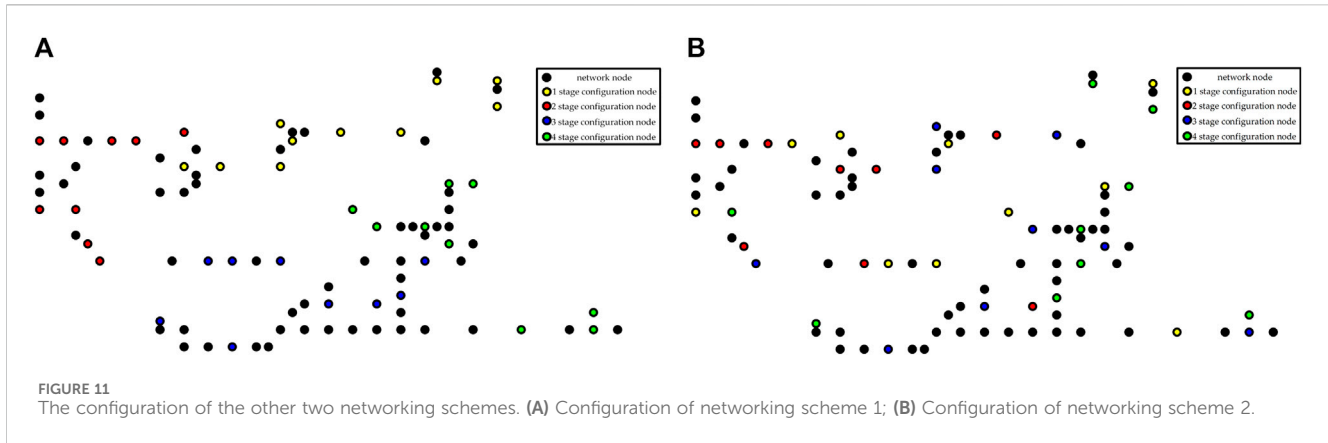 A
B
network node
1 stage configuration node
2 stage configuration node
3 stage configuration node
4 stage configuration node
network node
1 stage configuration node
2 stage configuration node
3 stage configuration node
4 stage configuration node
FIGURE 11
The configuration of the other two networking schemes. (A) Configuration of networking scheme 1; (B) Configuration of networking scheme 2.